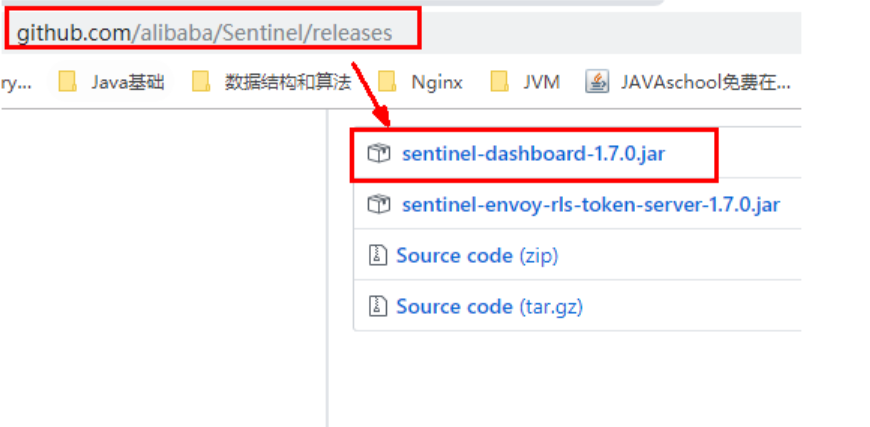 github.com/alibaba/Sentinel/releases
ry... Java基础 数据结构和算法 Nginx JVM JAVAschool免费在...
sentinel-dashboard-1.7.0.jar
sentinel-envoy-rls-token-server-1.7.0.jar
Source code (zip)
Source code (tar.gz)